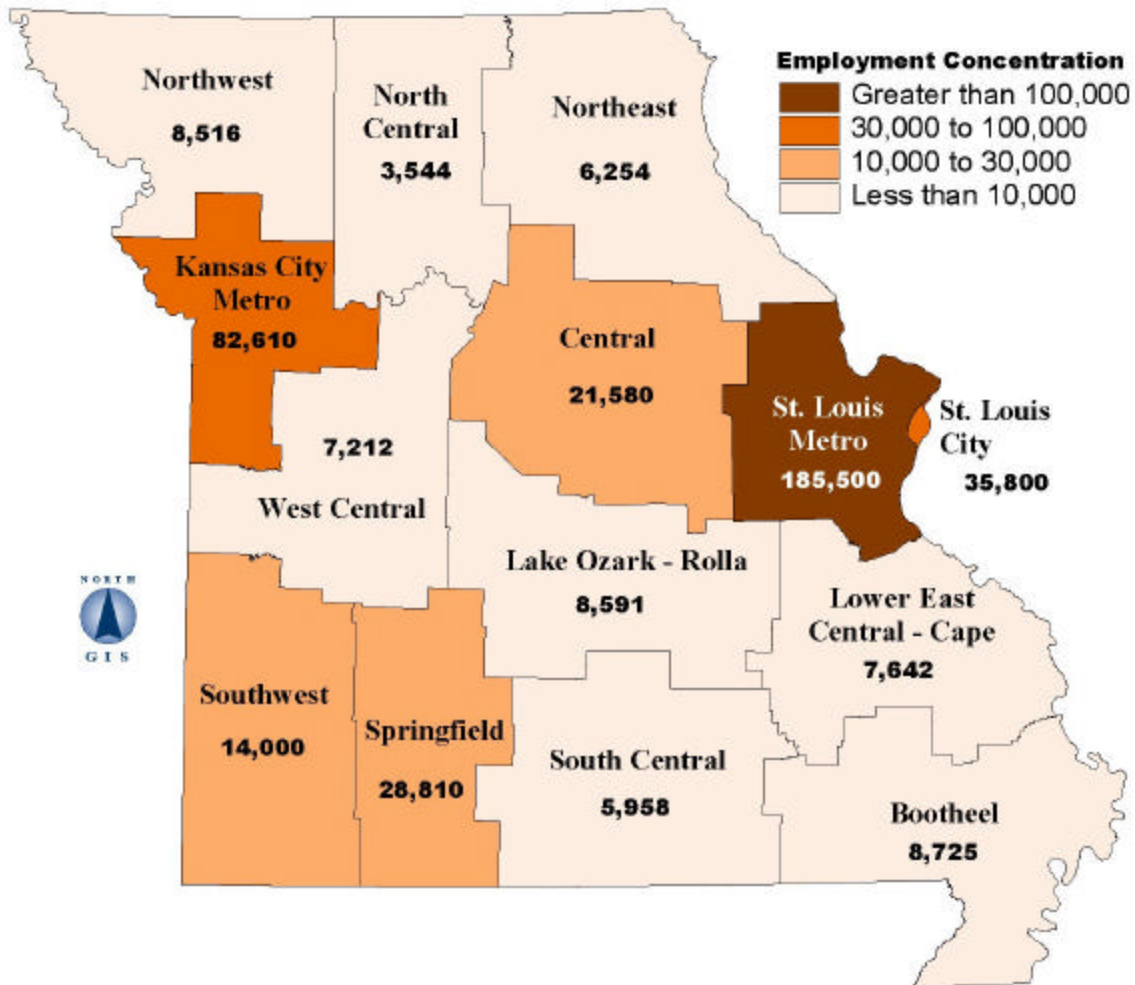 Employment Concentration
Greater than 100,000
30,000 to 100,000
10,000 to 30,000
Less than 10,000
Northwest
8,516
North
Central
3,544
Northeast
6,254
Kansas City
Metro
82,610
Central
21,580
St. Louis
Metro
185,500
St. Louis
City
35,800
7,212
West Central
Lake Ozark - Rolla
8,591
Lower East
Central - Cape
7,642
NORTH
GIS
Southwest
14,000
Springfield
28,810
South Central
5,958
Bootheel
8,725